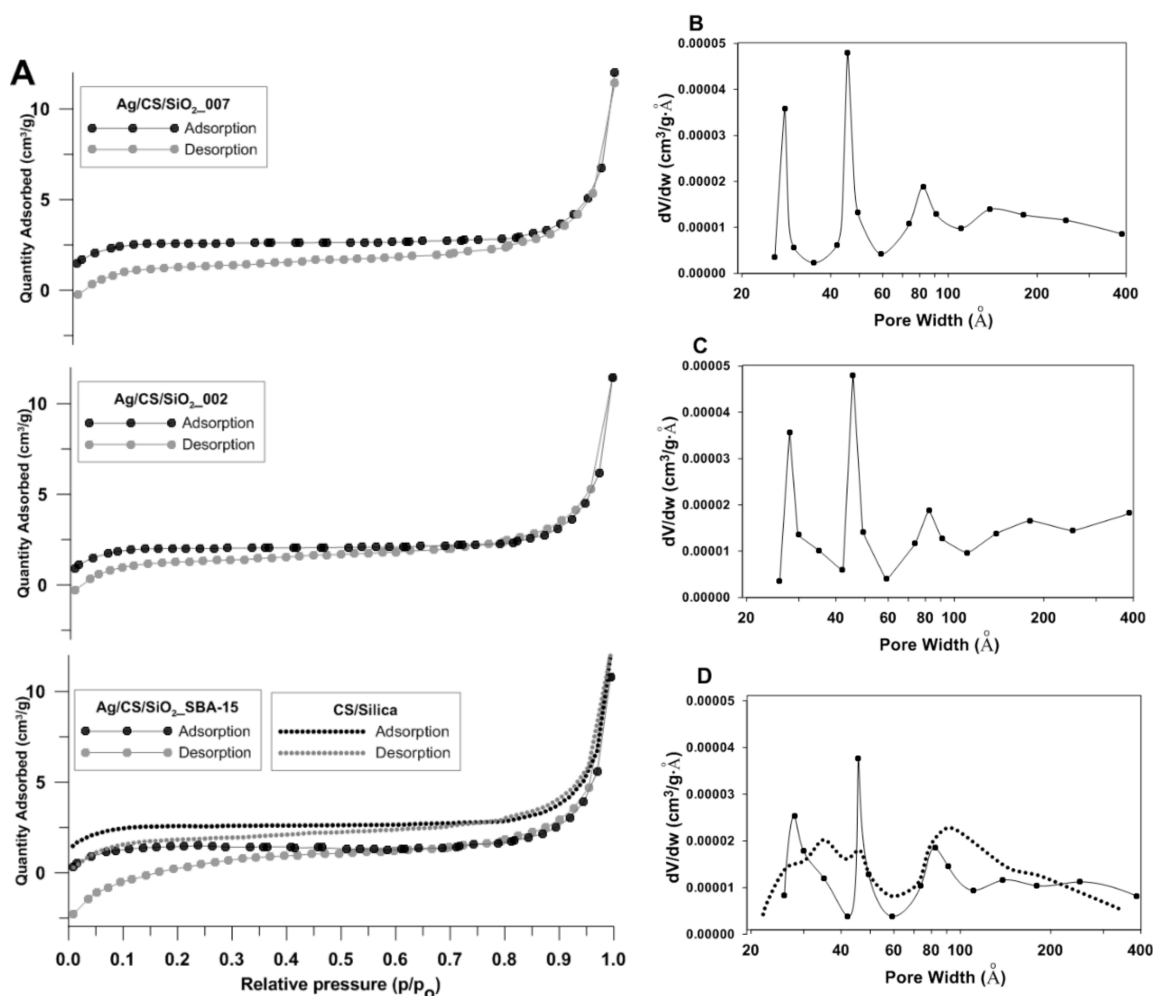 A
Quantity Adsorbed (cm³/g)
10
5
0
Ag/CS/SiO₂_007
Adsorption
Desorption
Quantity Adsorbed (cm³/g)
10
5
0
Ag/CS/SiO₂_002
Adsorption
Desorption
Quantity Adsorbed (cm³/g)
10
5
0
Ag/CS/SiO₂_SBA-15
Adsorption
Desorption
CS/Silica
Adsorption
Desorption
0.0 0.1 0.2 0.3 0.4 0.5 0.6 0.7 0.8 0.9 1.0
Relative pressure (p/pₒ)
B
dV/dw (cm³/g·Å)
0.00005
0.00004
0.00003
0.00002
0.00001
0.00000
20 40 60 80 100 200 400
Pore Width (Å)
C
dV/dw (cm³/g·Å)
0.00005
0.00004
0.00003
0.00002
0.00001
0.00000
20 40 60 80 100 200 400
Pore Width (Å)
D
dV/dw (cm³/g·Å)
0.00005
0.00004
0.00003
0.00002
0.00001
0.00000
20 40 60 80 100 200 400
Pore Width (Å)